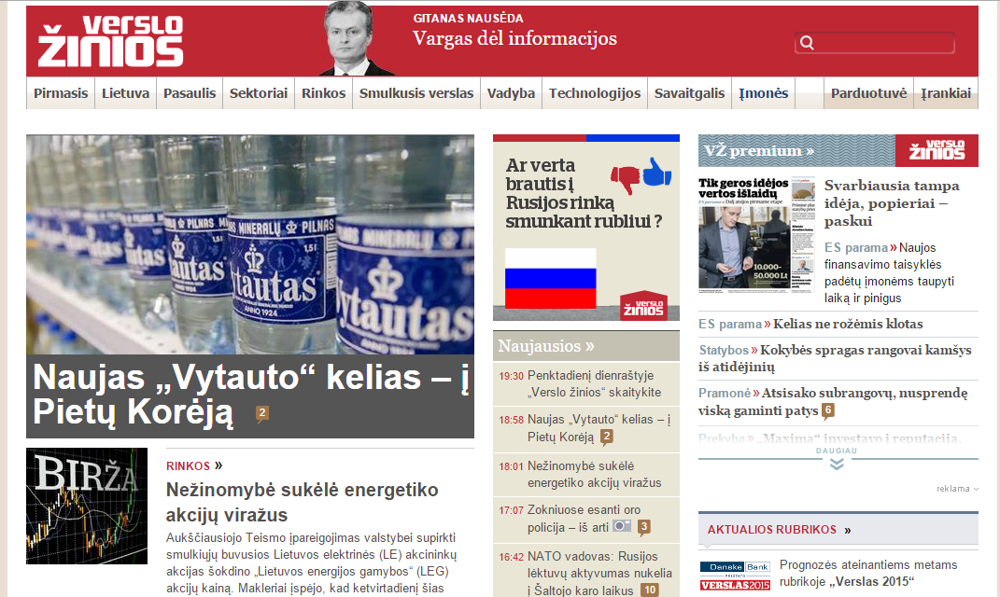 VERSLO
ŽINIOS
GITANAS NAUSĖDA
Vargas dėl informacijos
Pirmasis Lietuva Pasaulis Sektoriai Rinkos Smulkusis verslas Vadyba Technologijos Savaitgalis Įmonės Parduotuvė Įrankiai
MINERALŲ PILNAS
1,5 l
Vytautas
ANNO 1924
Naujas „Vytauto“ kelias – į
Pietų Korėją 2
BIRŽA
RINKOS »
Nežinomybė sukėlė energetiko
akcijų viražus
Aukščiausiojo Teismo įpareigojimas valstybei supirkti
smulkiųjų buvusios Lietuvos elektrinės (LE) akcininkų
akcijas šokdino „Lietuvos energijos gamybos“ (LEG)
akcijų kainą. Makleriai įspėjo, kad ketvirtadienį šias
Ar verta
brautis į
Rusijos rinką
smunkant rubliui ?
VERSLO
ŽINIOS
Naujausios »
19:30 Penktadienį dienraštyje
„Verslo žinios“ skaitykite
18:58 Naujas „Vytauto“ kelias – į
Pietų Korėją 2
18:01 Nežinomybė sukėlė
energetiko akcijų viražus
17:07 Zokniuose esanti oro
policija – iš arti 3
16:42 NATO vadovas: Rusijos
lėktuvų aktyvumas nukelia
į Šaltojo karo laikus 10
VŽ premium »
VERSLO
ŽINIOS
Tik geros idėjos
vertos išlaidų
10.000–
50.000 Lt
Svarbiausia tampa
idėja, popieriai –
paskui
ES parama » Naujos
finansavimo taisyklės
padėtų įmonėms taupyti
laiką ir pinigus
ES parama » Kelias ne rožėmis klotas
Statybos » Kokybės spragas rangovai kamšys
iš atidėjinių
Pramonė » Atsisako subrangovų, nusprendę
viską gaminti patys 6
Prekyba » „Maxima“ investavo į reputaciją,
DAUGIAU
reklama
AKTUALIOS RUBRIKOS »
Danske Bank
PRISTATO
VERSLAS 2015
Prognozės ateinantiems metams
rubrikoje „Verslas 2015“